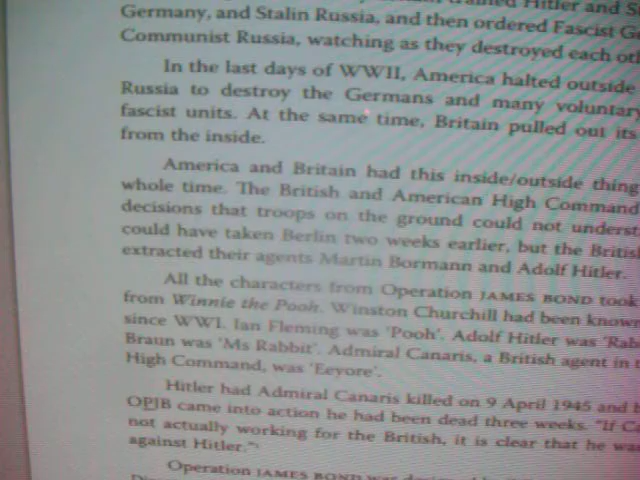 Germany, and Stalin Russia, and then ordered Fascist
Communist Russia, watching as they destroyed each
In the last days of WWII, America halted outside
Russia to destroy the Germans and many voluntary
fascist units. At the same time, Britain pulled out its
from the inside.
America and Britain had this inside/outside thing
whole time. The British and American High Command
decisions that troops on the ground could not
could have taken Berlin two weeks earlier, but the
extracted their agents Martin Bormann and Adolf Hitler.
All the characters from Operation JAMES BOND took
from Winnie the Pooh. Winston Churchill had been
since WWI. Ian Fleming was 'Pooh'. Adolf Hitler was
Braun was 'Ms Rabbit'. Admiral Canaris, a British agent in
High Command, was 'Eeyore'.
Hitler had Admiral Canaris killed on 9 April 1945 and
OPJB came into action he had been dead three weeks. "If
not actually working for the British, it is clear that he
against Hitler."
Operation JAMES BOND was